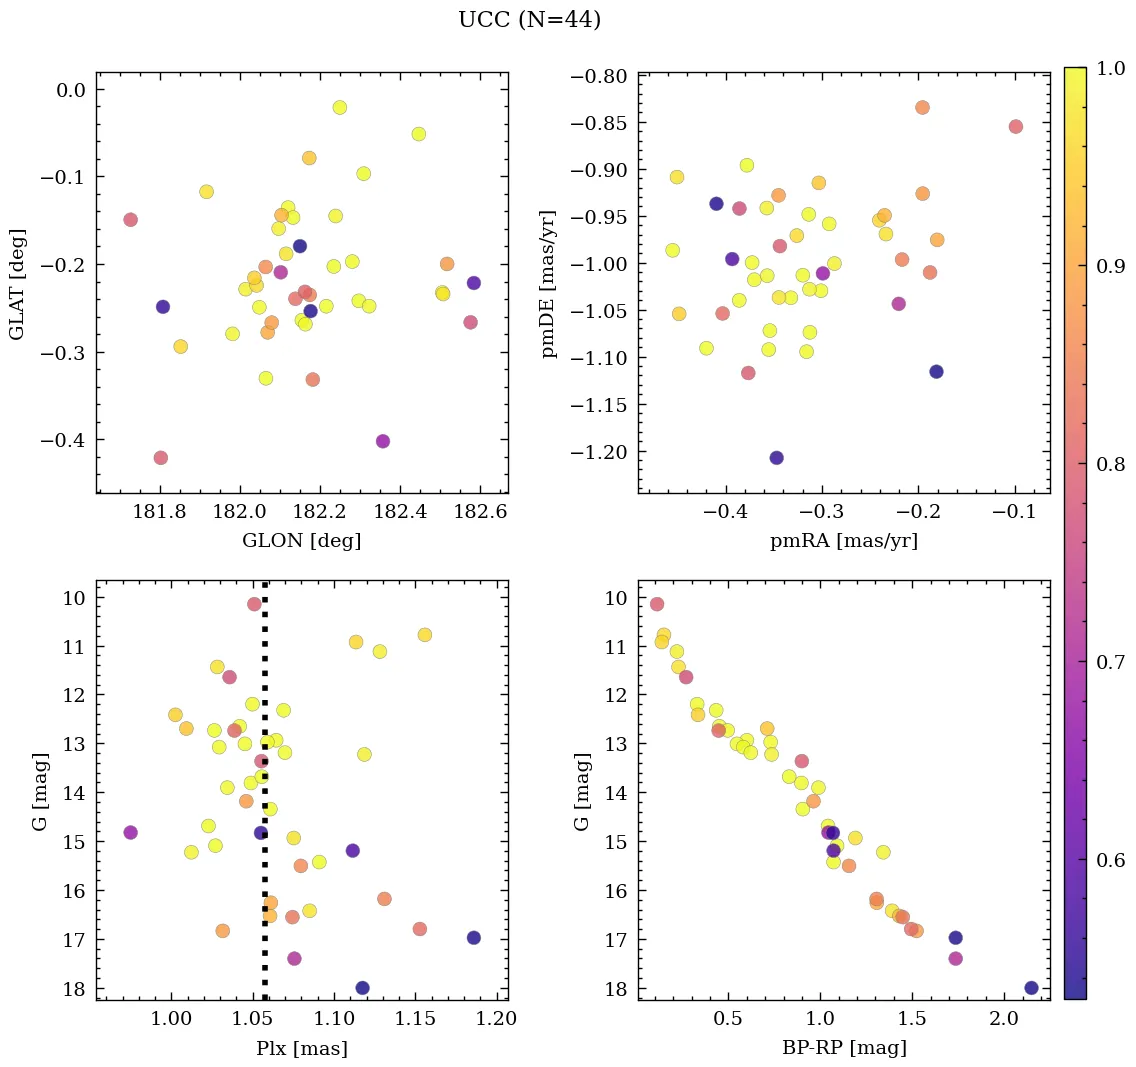 UCC (N=44)
0.0
−0.1
−0.2
−0.3
−0.4
GLAT [deg]
181.8 182.0 182.2 182.4 182.6
GLON [deg]
−0.80
−0.85
−0.90
−0.95
−1.00
−1.05
−1.10
−1.15
−1.20
pmDE [mas/yr]
−0.4 −0.3 −0.2 −0.1
pmRA [mas/yr]
10
11
12
13
14
15
16
17
18
G [mag]
1.00 1.05 1.10 1.15 1.20
Plx [mas]
10
11
12
13
14
15
16
17
18
G [mag]
0.5 1.0 1.5 2.0
BP-RP [mag]
1.0
0.9
0.8
0.7
0.6